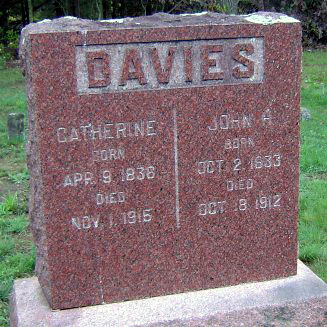 DAVIES
CATHERINE
BORN
APR. 9. 1838
DIED
NOV. 1. 1915
JOHN H.
BORN
OCT. 2. 1833
DIED
OCT. 8. 1912